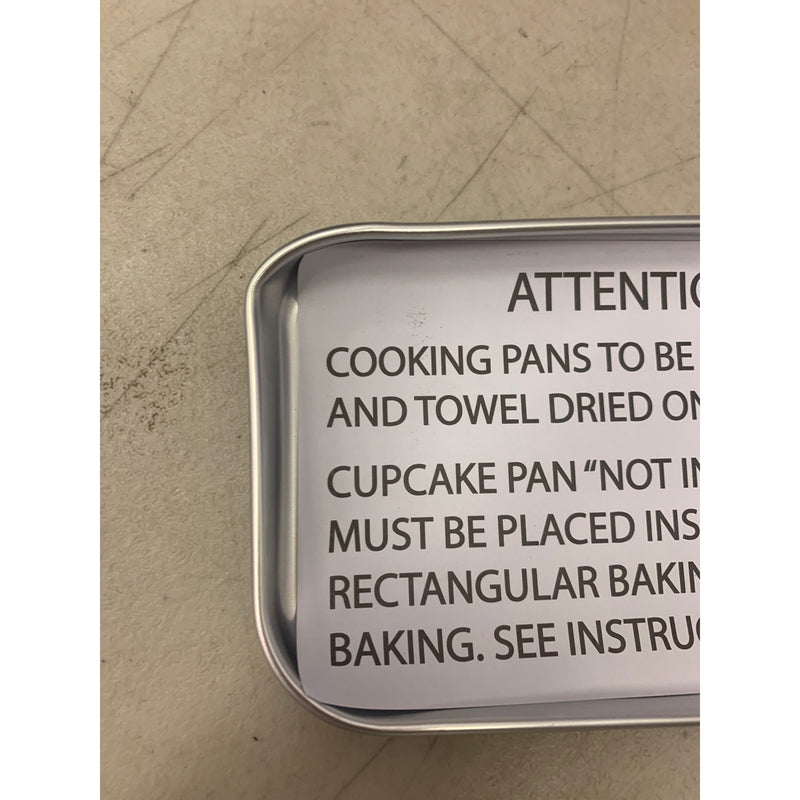 ATTENTI
COOKING PANS TO BE
AND TOWEL DRIED ON
CUPCAKE PAN “NOT IN
MUST BE PLACED INS
RECTANGULAR BAKIN
BAKING. SEE INSTRUC